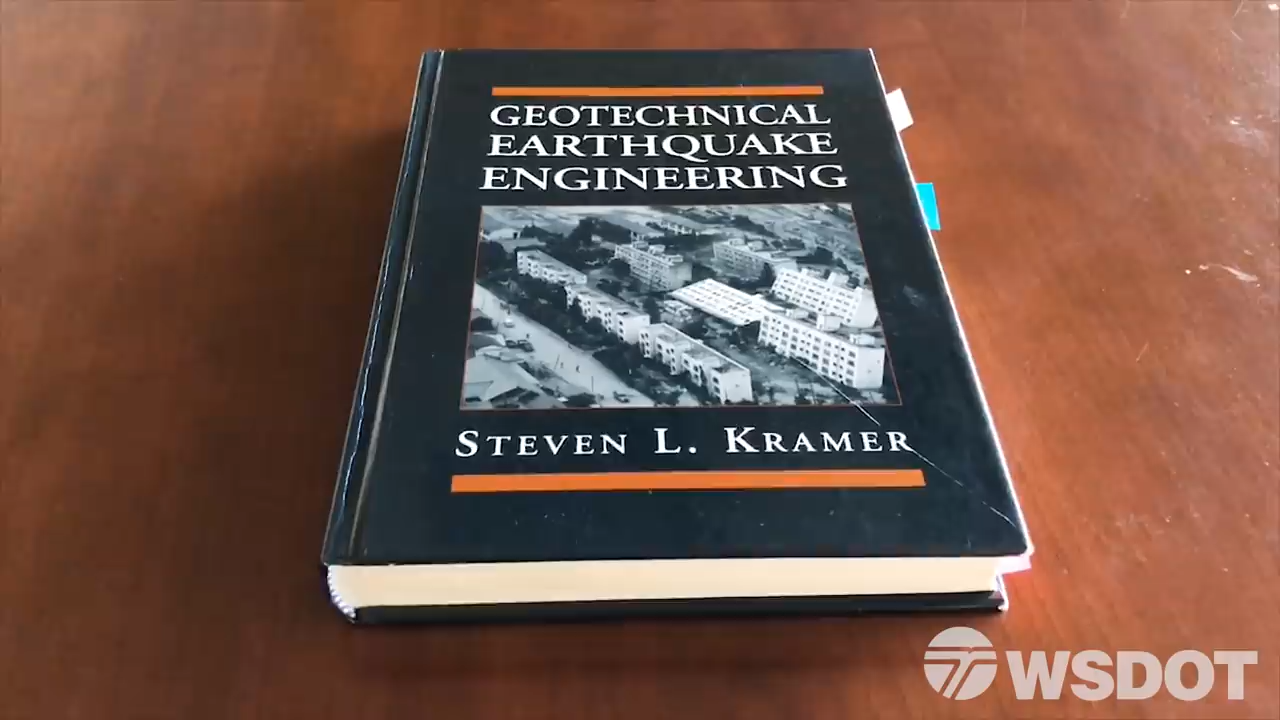 GEOTECHNICAL
EARTHQUAKE
ENGINEERING
STEVEN L. KRAMER
WSDOT